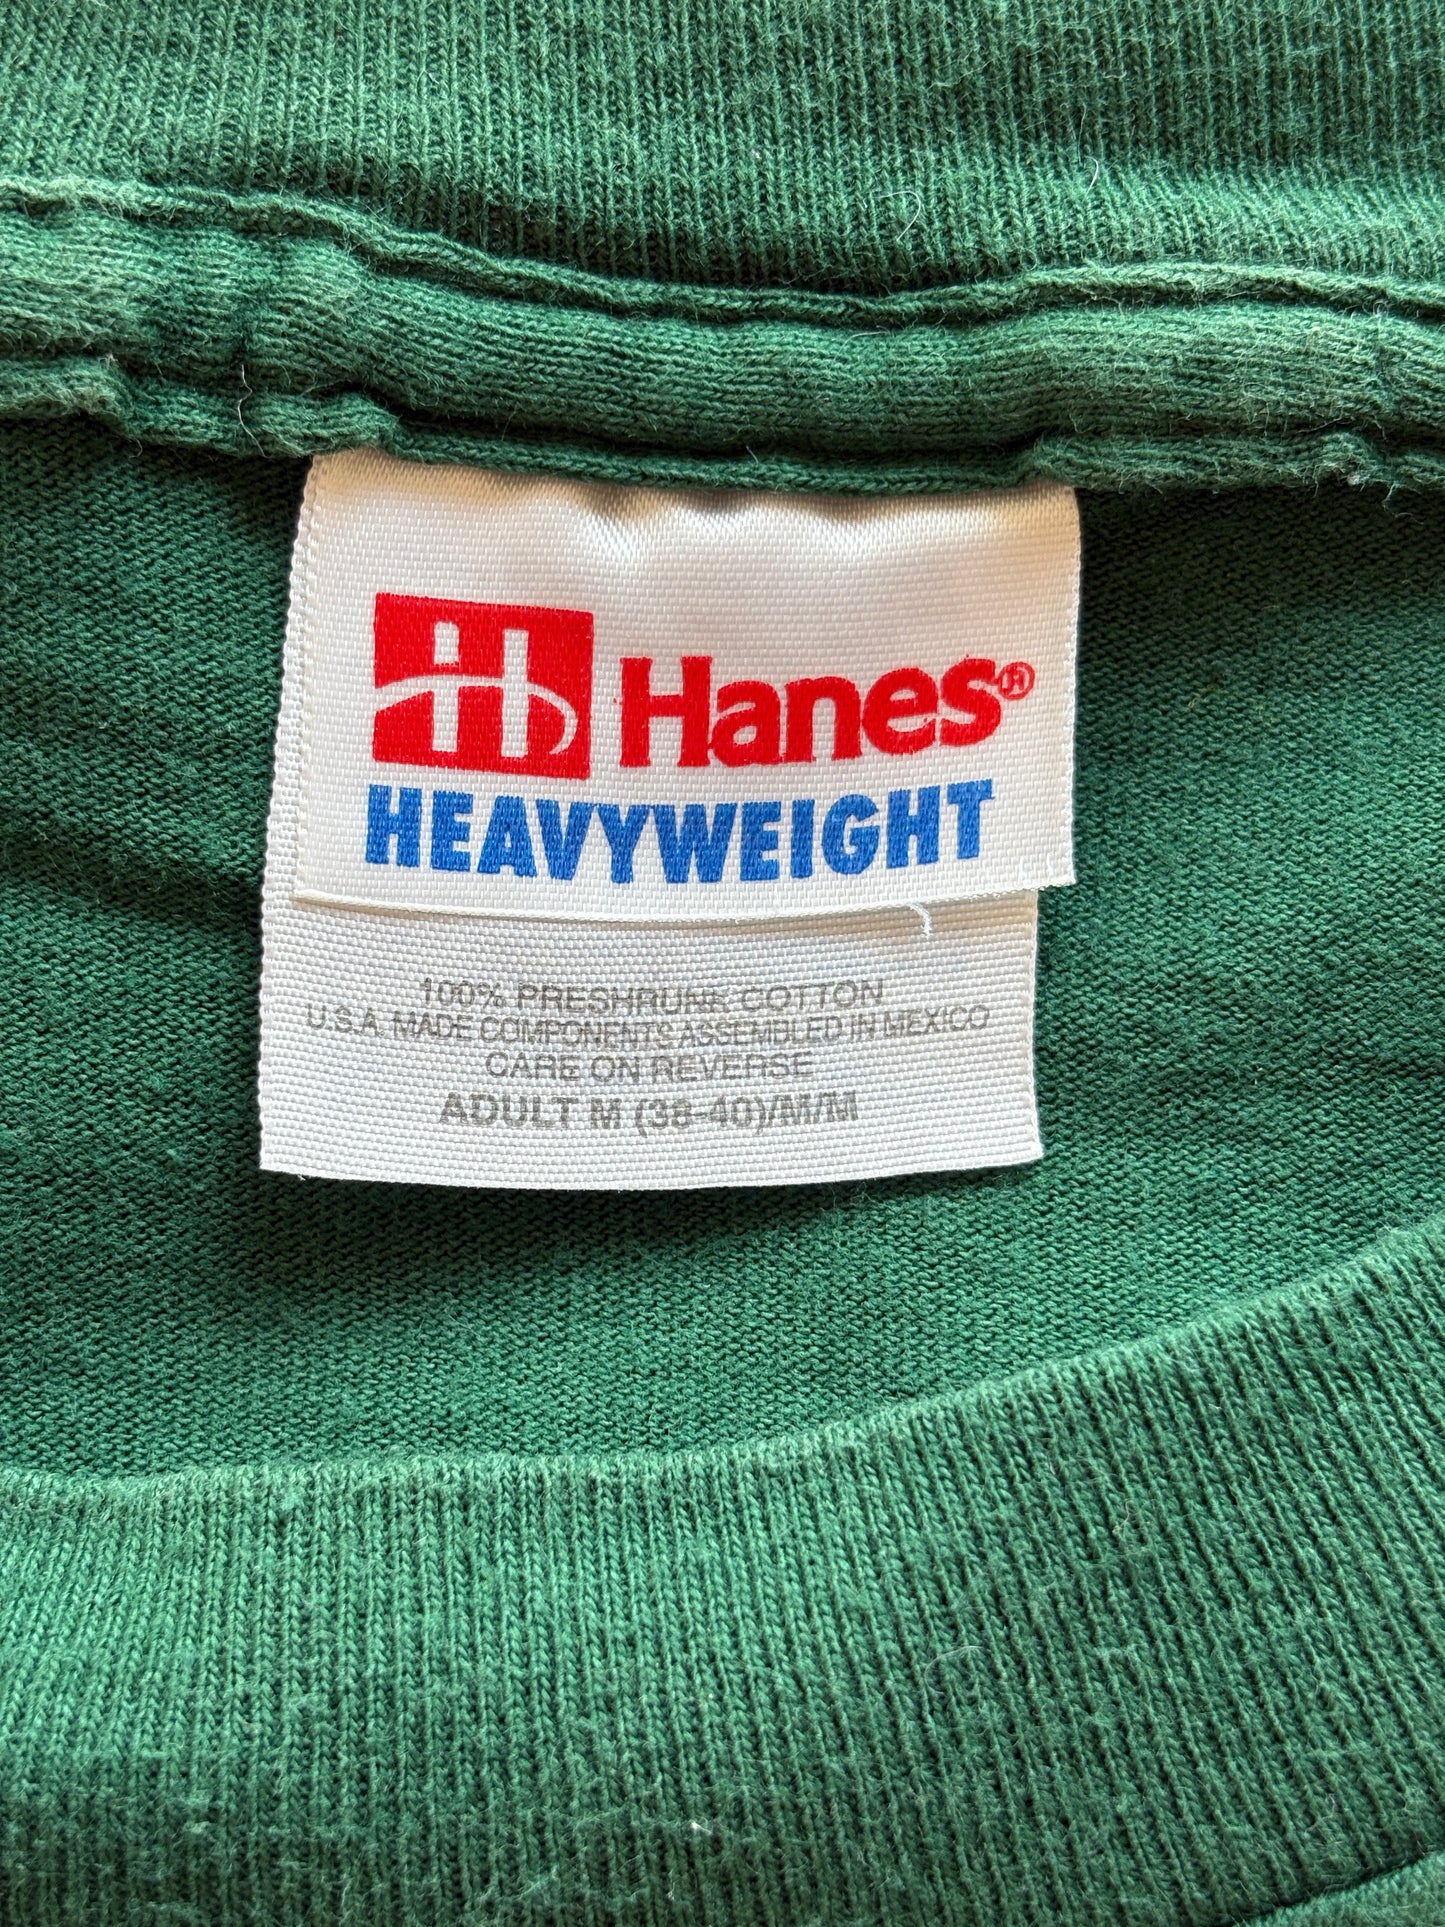 H Hanes®
HEAVYWEIGHT
100% PRESHRUNK COTTON
U.S.A. MADE COMPONENTS ASSEMBLED IN MEXICO
CARE ON REVERSE
ADULT M (38-40)/M/M